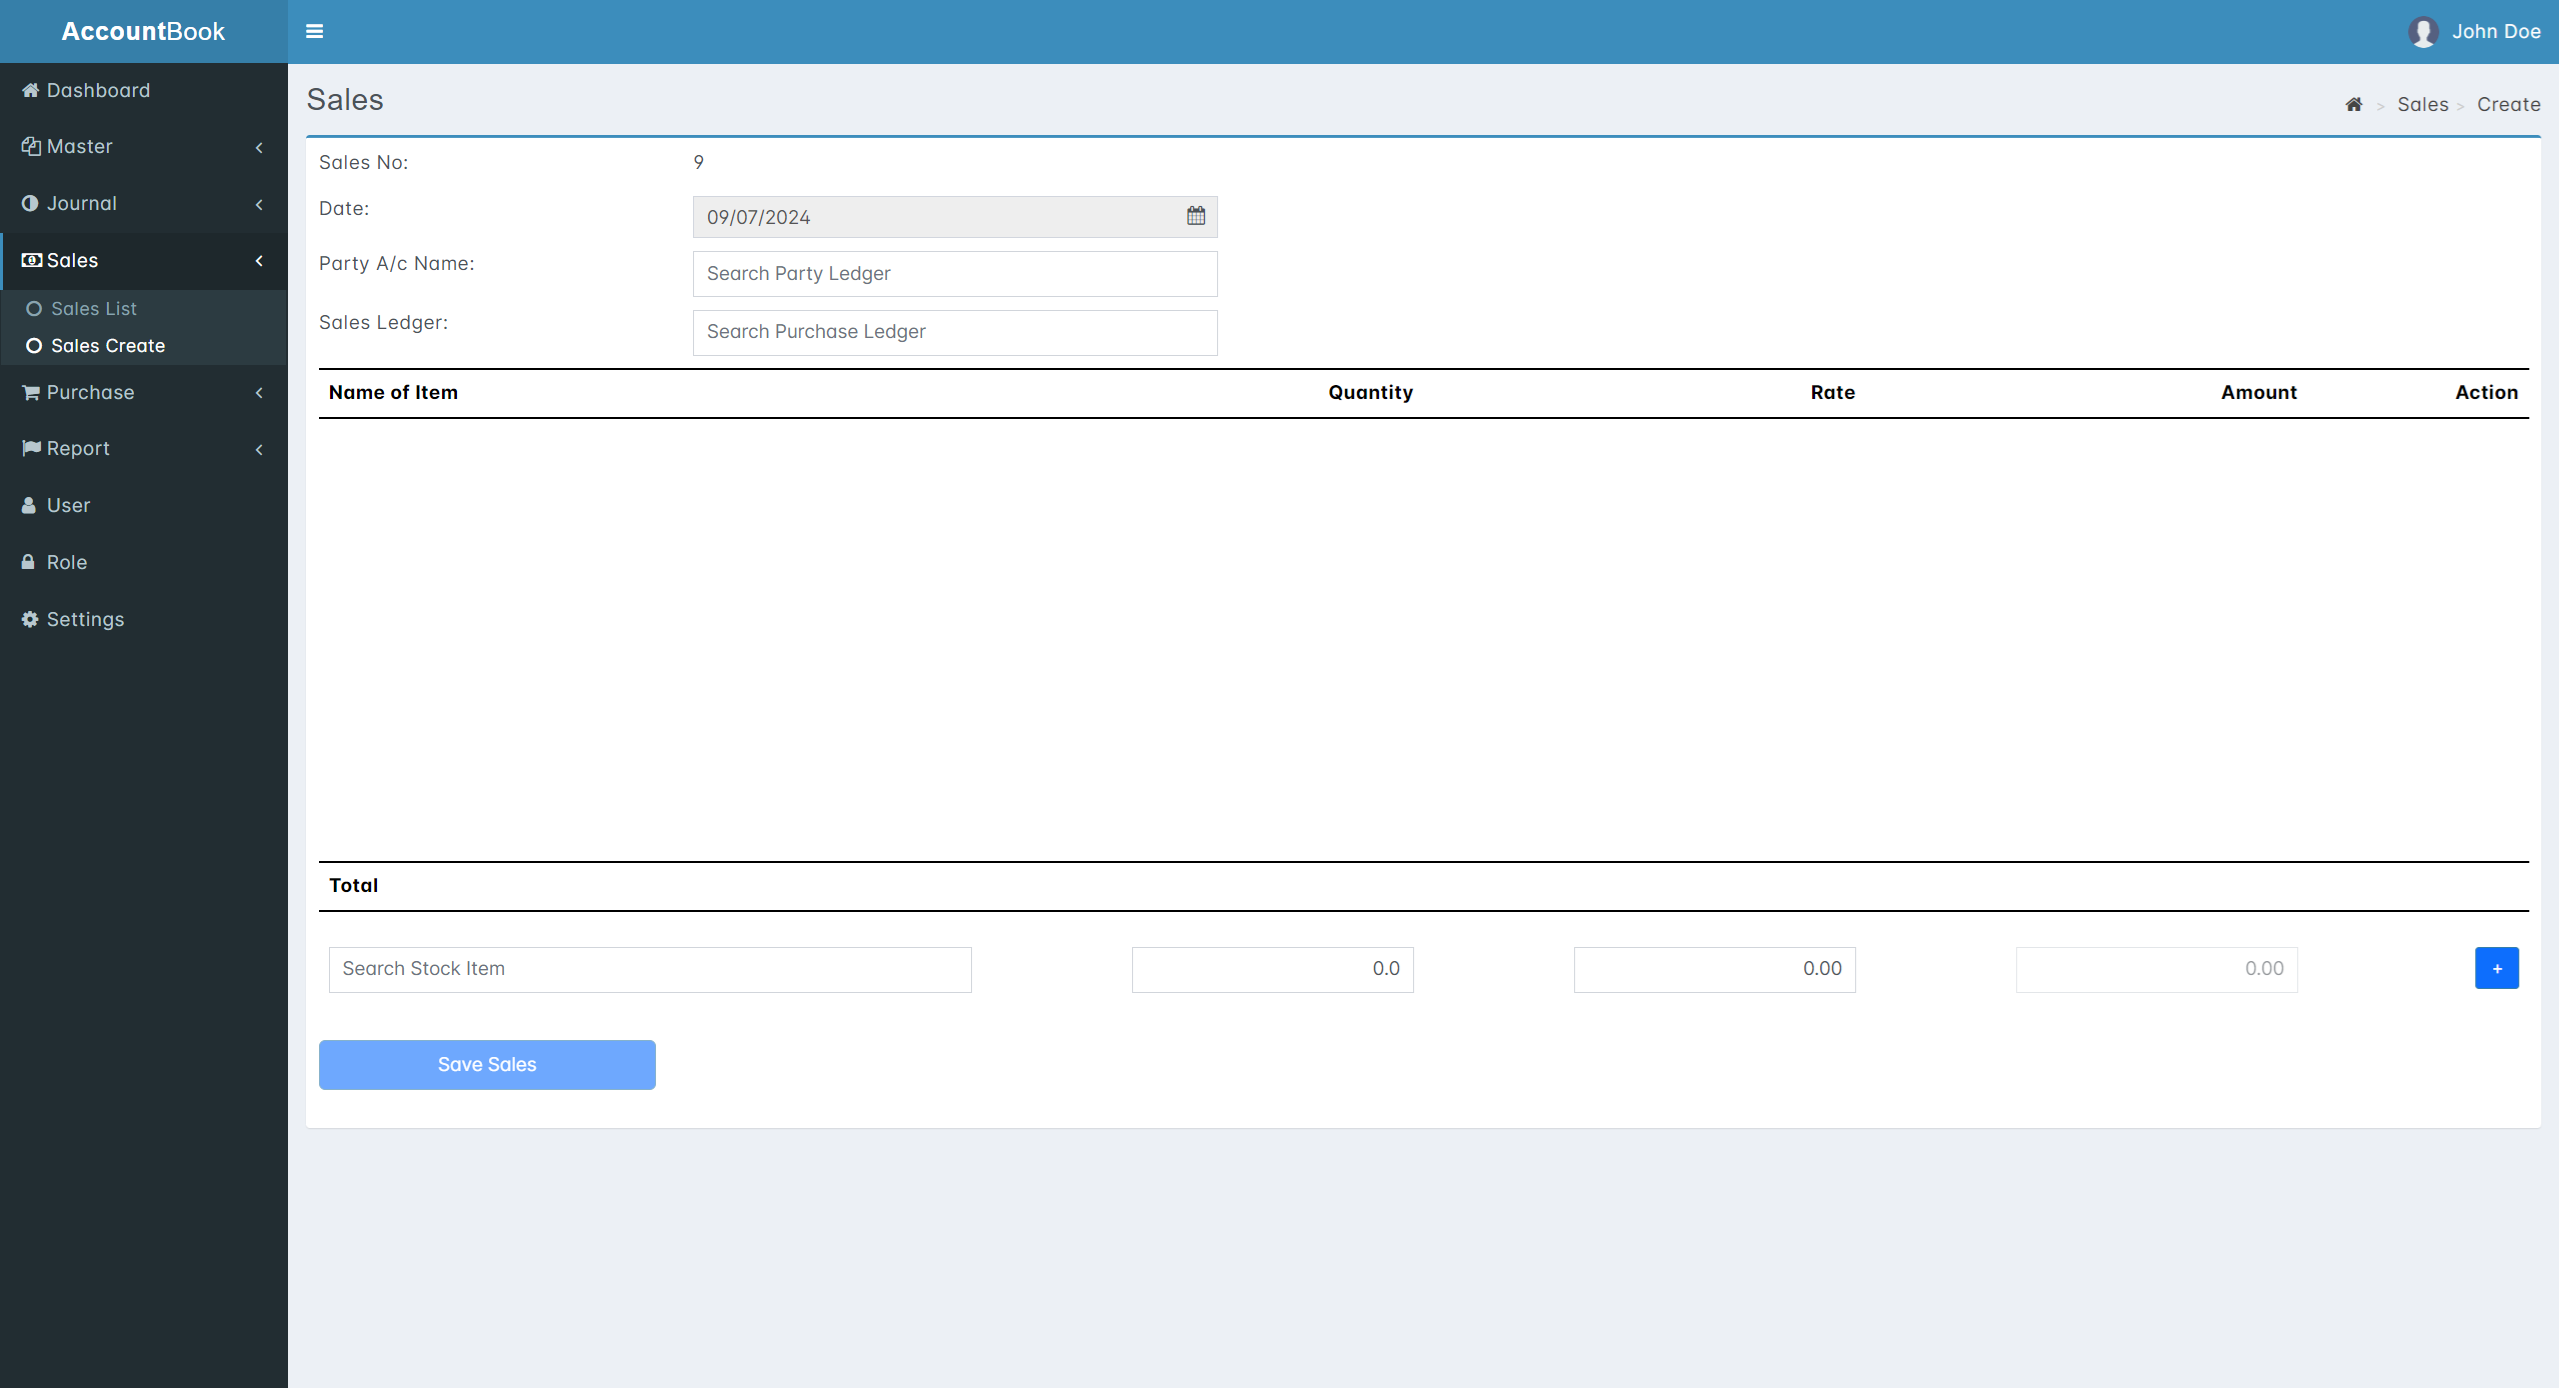 AccountBook
John Doe
Dashboard
Master
Journal
Sales
Sales List
Sales Create
Purchase
Report
User
Role
Settings
Sales
> Sales > Create
Sales No: 9
Date: 09/07/2024
Party A/c Name: Search Party Ledger
Sales Ledger: Search Purchase Ledger
Name of Item Quantity Rate Amount Action
Total
Search Stock Item 0.0 0.00 0.00 +
Save Sales